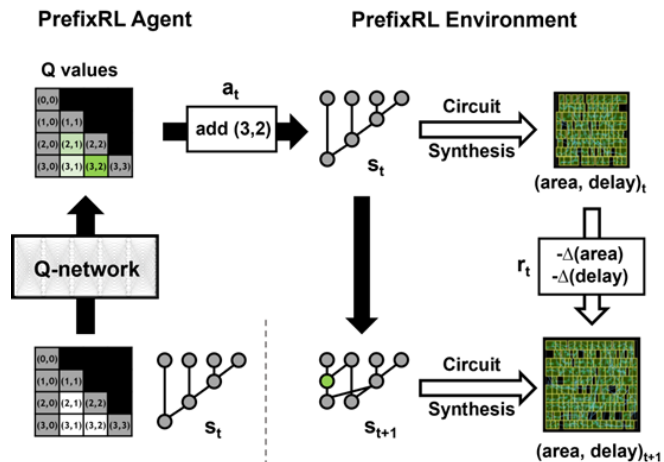 PrefixRL Agent
PrefixRL Environment
Q values
(0,0)
(1,0) (1,1)
(2,0) (2,1) (2,2)
(3,0) (3,1) (3,2) (3,3)
a_t
add (3,2)
s_t
Circuit
Synthesis
(area, delay)_t
Q-network
r_t
-Δ(area)
-Δ(delay)
(0,0)
(1,0) (1,1)
(2,0) (2,1) (2,2)
(3,0) (3,1) (3,2) (3,3)
s_t
s_{t+1}
Circuit
Synthesis
(area, delay)_{t+1}